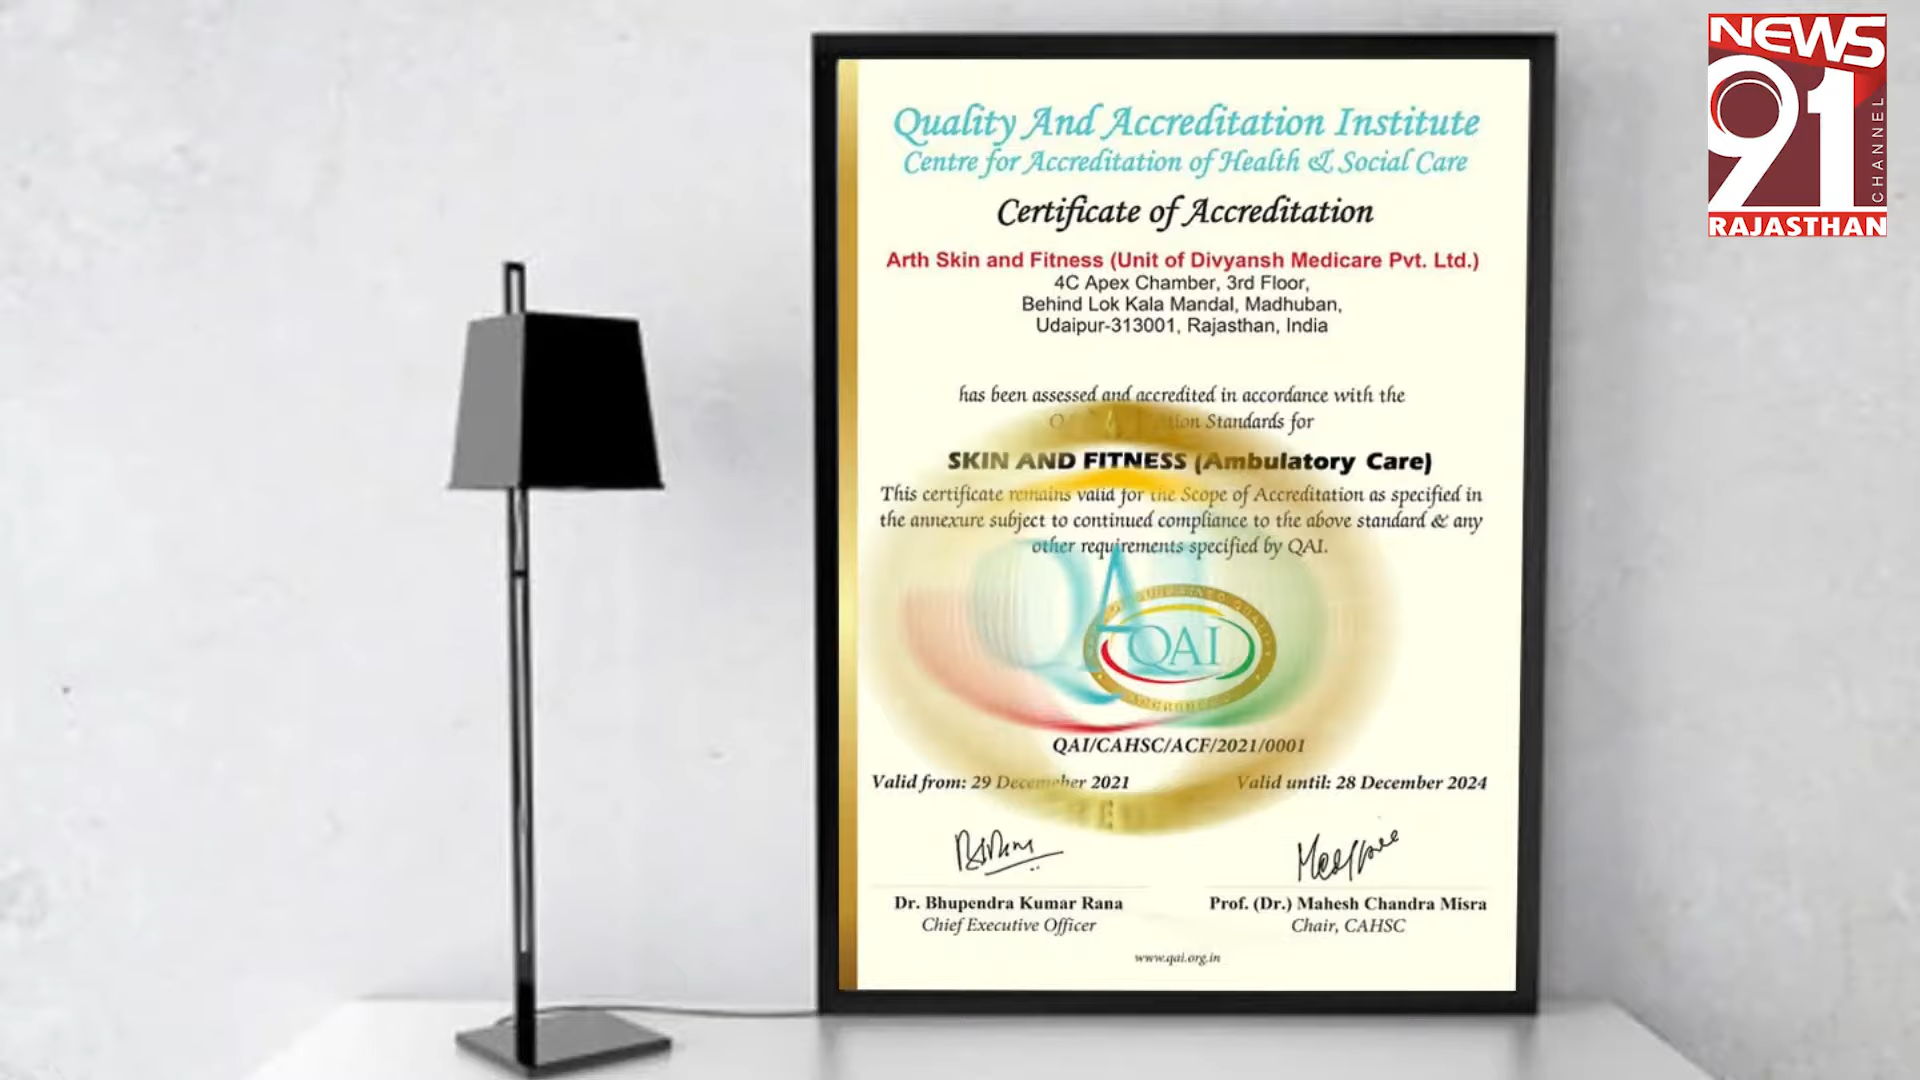 Quality And Accreditation Institute
Centre for Accreditation of Health & Social Care
Certificate of Accreditation
Arth Skin and Fitness (Unit of Divyansh Medicare Pvt. Ltd.)
4C Apex Chamber, 3rd Floor,
Behind Lok Kala Mandal, Madhuban,
Udaipur-313001, Rajasthan, India
has been assessed and accredited in accordance with the
Standards for
SKIN AND FITNESS (Ambulatory Care)
This certificate remains valid for the Scope of Accreditation as specified in
the annexure subject to continued compliance to the above standard & any
other requirements specified by QAI.
QAI
QAI/CAHSC/ACF/2021/0001
Valid from: 29 Decemeber 2021
Valid until: 28 December 2024
Dr. Bhupendra Kumar Rana
Chief Executive Officer
Prof. (Dr.) Mahesh Chandra Misra
Chair, CAHSC
www.qai.org.in
NEWS
91
CHANNEL
RAJASTHAN